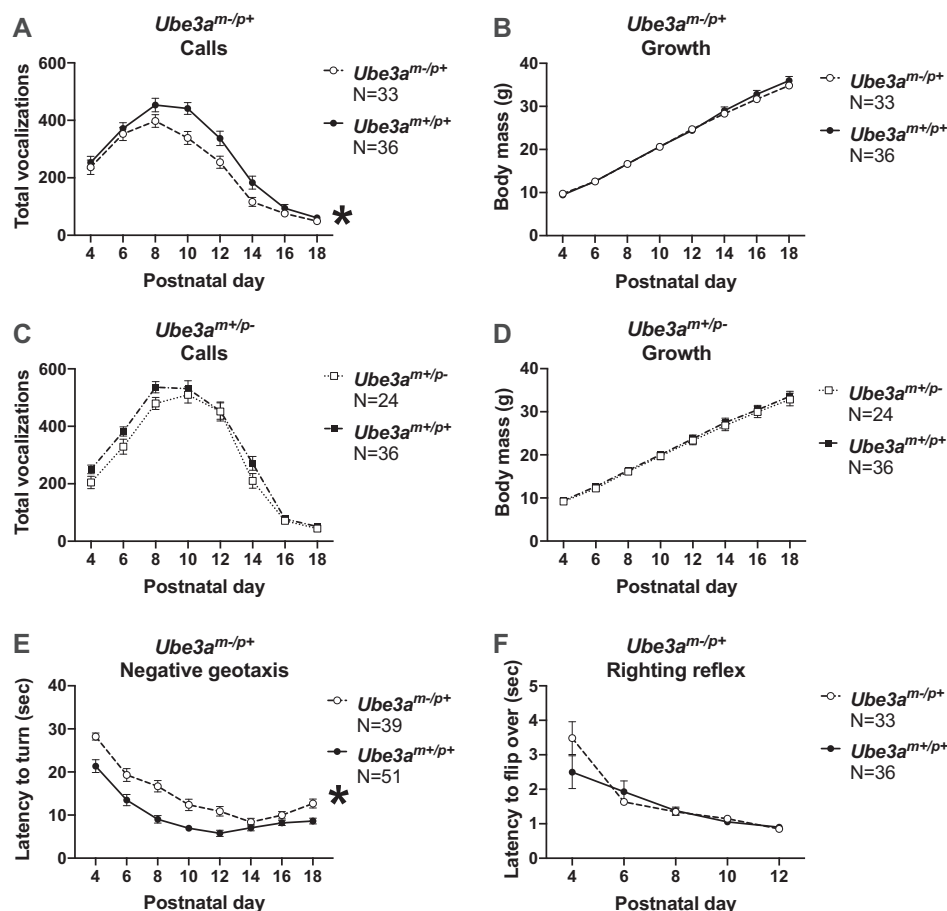 A
Ube3a^m-/p+
Calls
Total vocalizations
600
400
200
0
4 6 8 10 12 14 16 18
Postnatal day
Ube3a^m-/p+
N=33
Ube3a^m+/p+
N=36
*
B
Ube3a^m-/p+
Growth
Body mass (g)
40
30
20
10
0
4 6 8 10 12 14 16 18
Postnatal day
Ube3a^m-/p+
N=33
Ube3a^m+/p+
N=36
C
Ube3a^m+/p-
Calls
Total vocalizations
600
400
200
0
4 6 8 10 12 14 16 18
Postnatal day
Ube3a^m+/p-
N=24
Ube3a^m+/p+
N=36
D
Ube3a^m+/p-
Growth
Body mass (g)
40
30
20
10
0
4 6 8 10 12 14 16 18
Postnatal day
Ube3a^m+/p-
N=24
Ube3a^m+/p+
N=36
E
Ube3a^m-/p+
Negative geotaxis
Latency to turn (sec)
40
30
20
10
0
4 6 8 10 12 14 16 18
Postnatal day
Ube3a^m-/p+
N=39
Ube3a^m+/p+
N=51
*
F
Ube3a^m-/p+
Righting reflex
Latency to flip over (sec)
5
4
3
2
1
0
4 6 8 10 12
Postnatal day
Ube3a^m-/p+
N=33
Ube3a^m+/p+
N=36